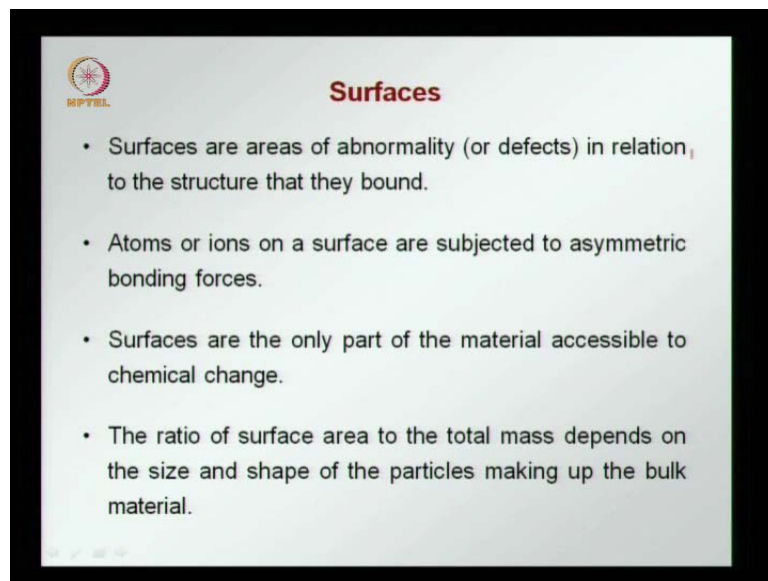 NPTEL
Surfaces
• Surfaces are areas of abnormality (or defects) in relation
to the structure that they bound.
• Atoms or ions on a surface are subjected to asymmetric
bonding forces.
• Surfaces are the only part of the material accessible to
chemical change.
• The ratio of surface area to the total mass depends on
the size and shape of the particles making up the bulk
material.